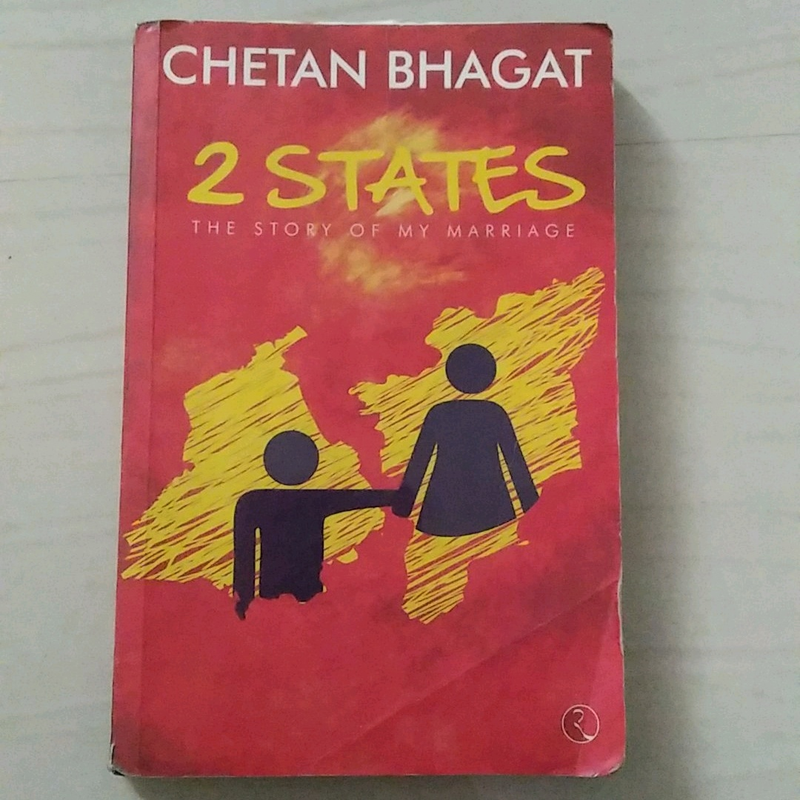 CHETAN BHAGAT
2 STATES
THE STORY OF MY MARRIAGE